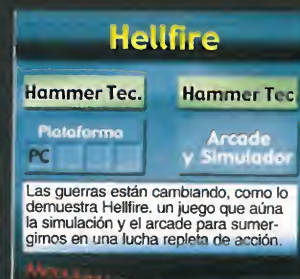 Hellfire
Hammer Tec.
Hammer Tec
Plataforma
PC
Arcade
y Simulador
Las guerras están cambiando, como lo
demuestra Hellfire. un juego que aúna
la simulación y el arcade para sumer-
girnos en una lucha repleta de acción.